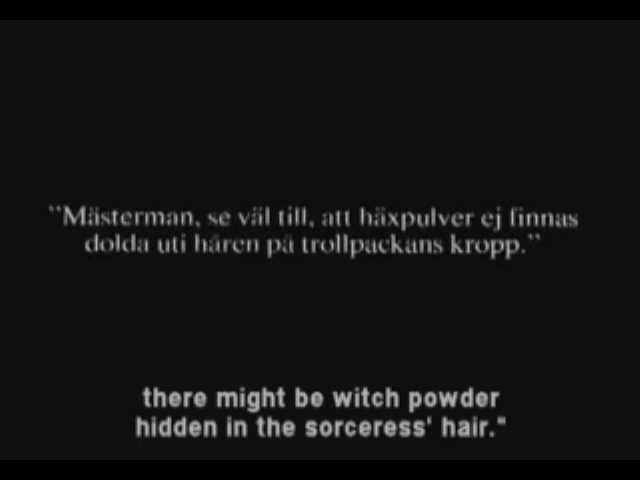 "Mästerman, se väl till, att häxpulver ej finnas
dolda uti håren på trollpackans kropp."
there might be witch powder
hidden in the sorceress' hair."